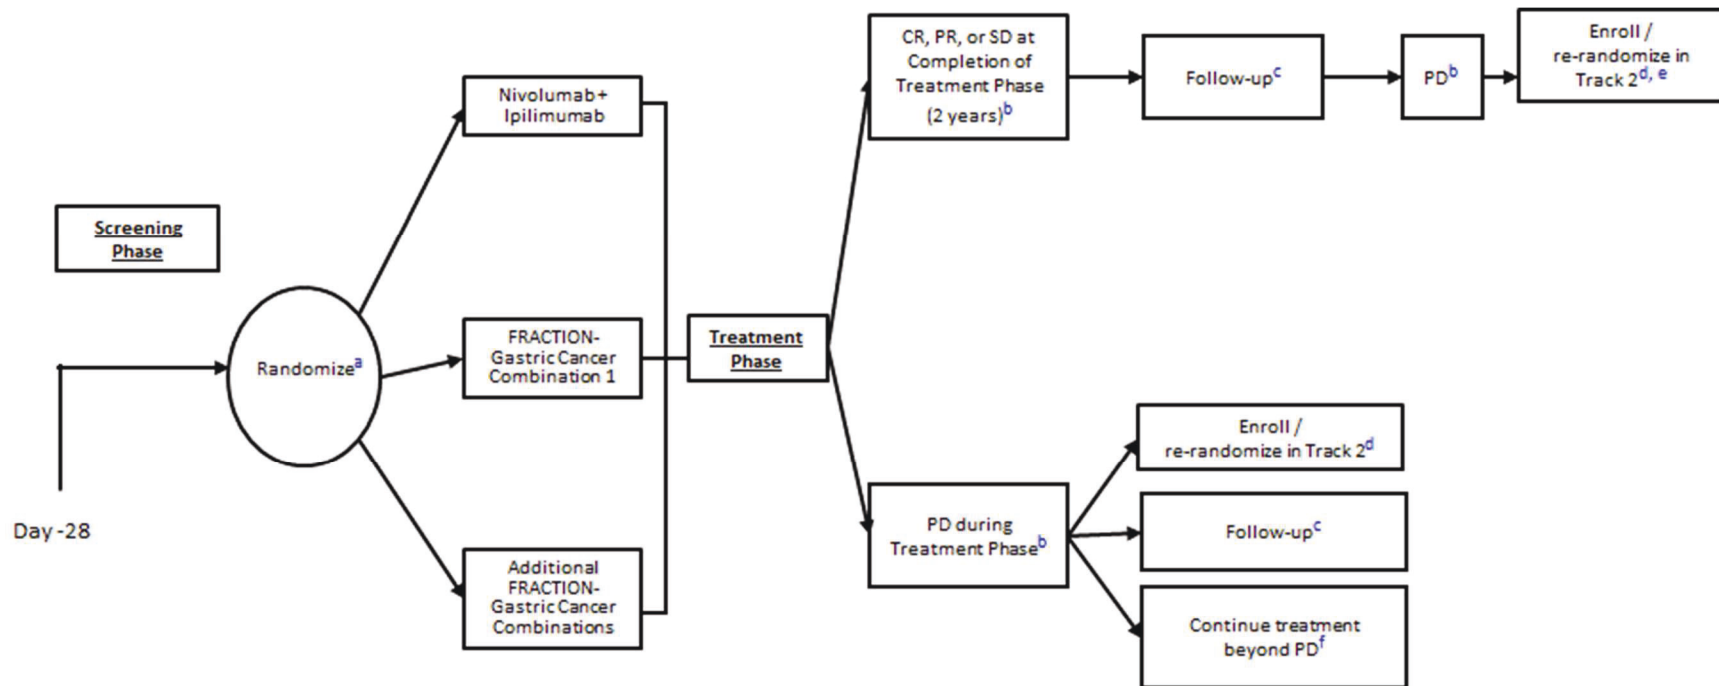 Screening
Phase
Day -28
Randomizeᵃ
Nivolumab+
Ipilimumab
FRACTION-
Gastric Cancer
Combination 1
Additional
FRACTION-
Gastric Cancer
Combinations
Treatment
Phase
CR, PR, or SD at
Completion of
Treatment Phase
(2 years)ᵇ
Follow-upᶜ
PDᵇ
Enroll /
re-randomize in
Track 2ᵈ, ᵉ
PD during
Treatment Phaseᵇ
Enroll /
re-randomize in Track 2ᵈ
Follow-upᶜ
Continue treatment
beyond PDᶠ